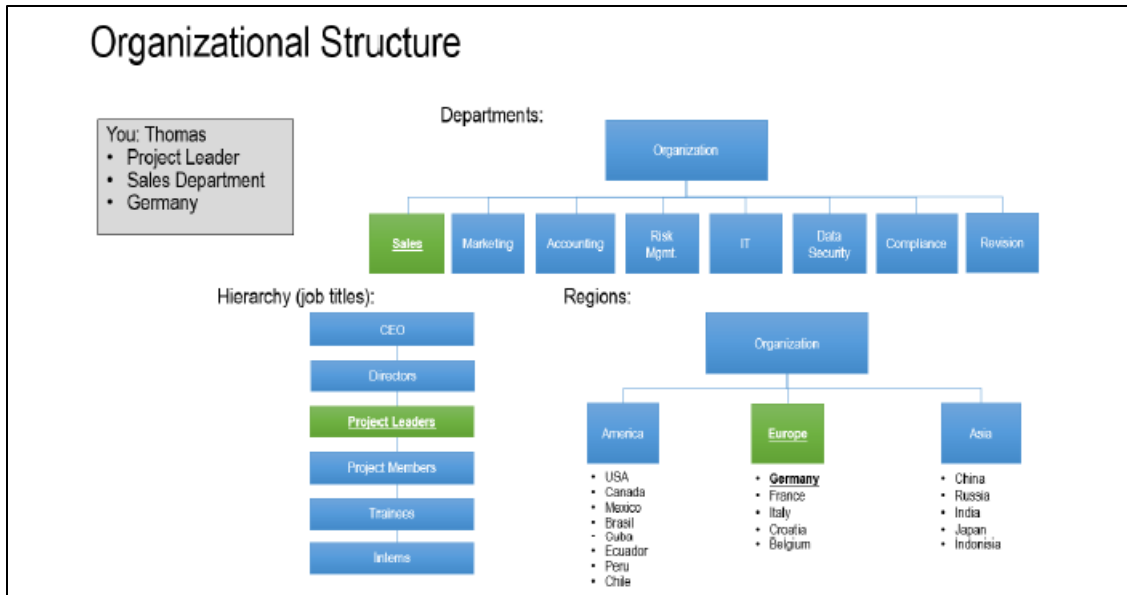 Organizational Structure
You: Thomas
• Project Leader
• Sales Department
• Germany
Departments:
Organization
Sales
Marketing
Accounting
Risk
Mgmt.
IT
Data
Security
Compliance
Revision
Hierarchy (job titles):
CEO
Directors
Project Leaders
Project Members
Trainees
Interns
Regions:
Organization
America
• USA
• Canada
• Mexico
• Brasil
- Cuba
• Ecuador
• Peru
• Chile
Europe
• Germany
• France
• Italy
• Croatia
• Belgium
Asia
• China
• Russia
• India
• Japan
• Indonisia